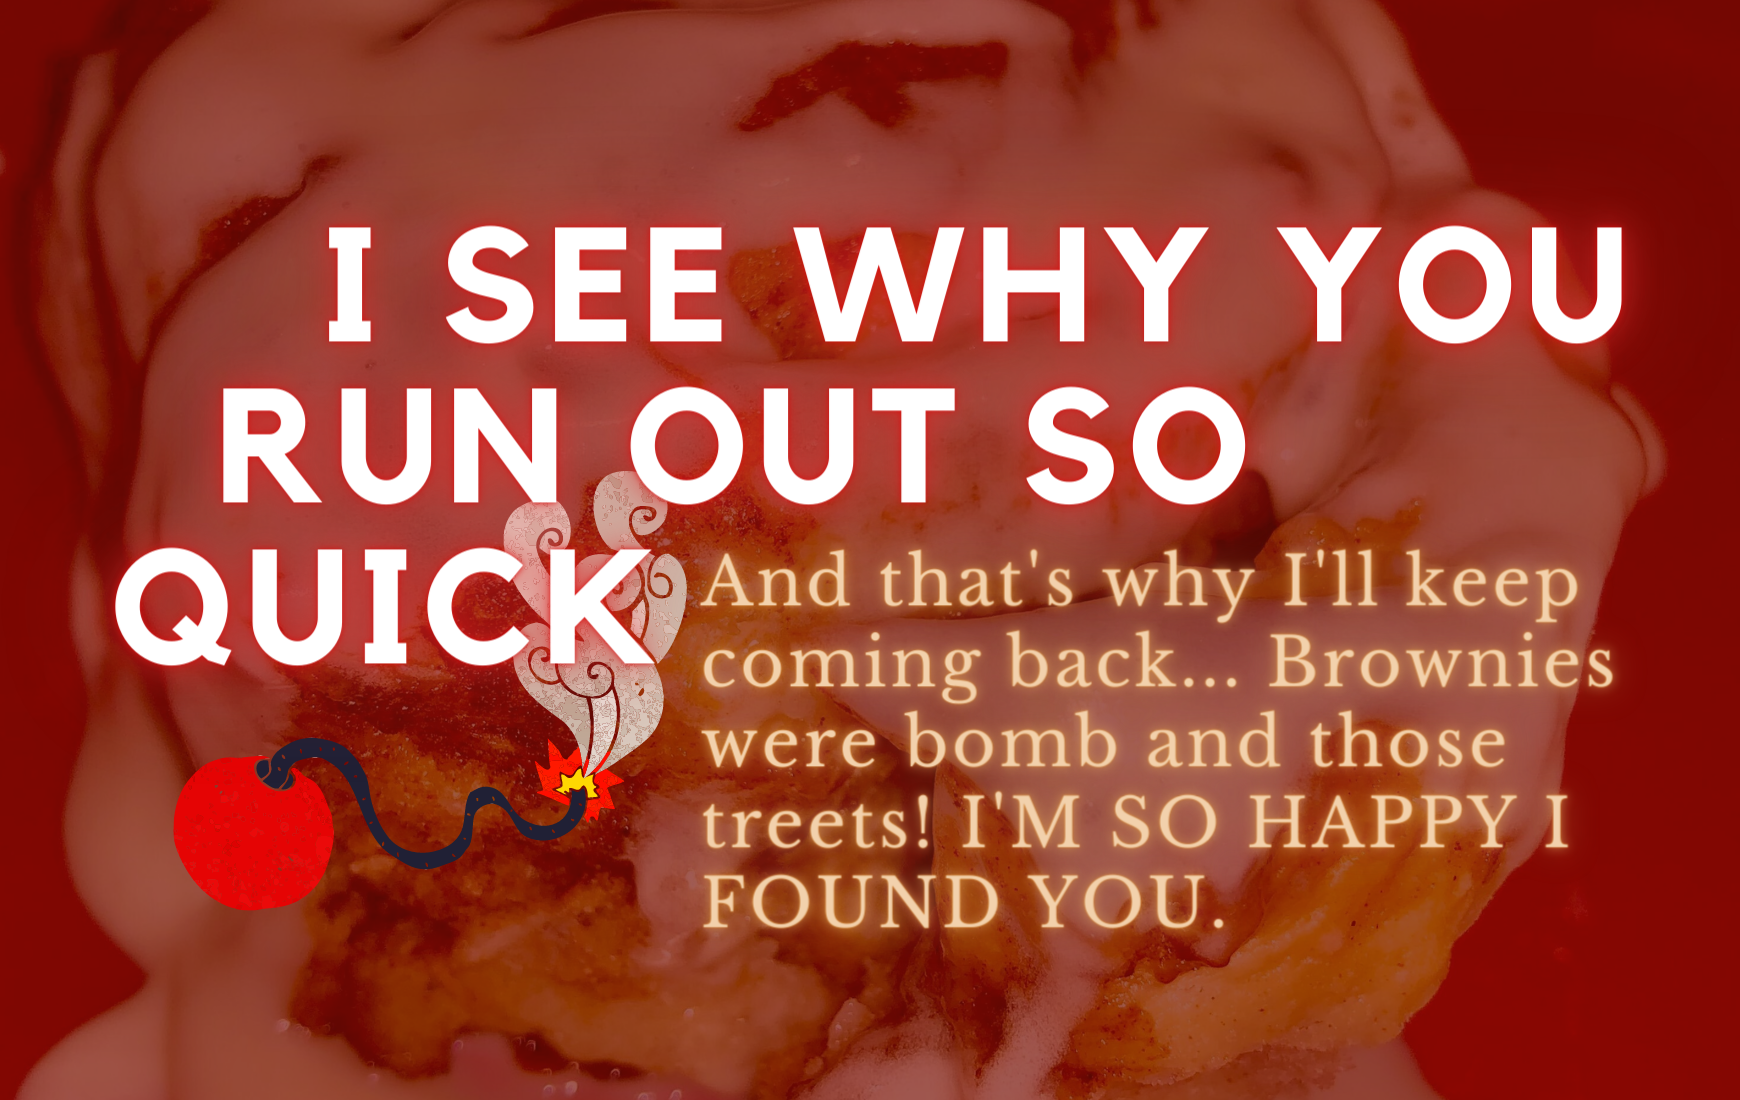 I SEE WHY YOU
RUN OUT SO
QUICK
And that's why I'll keep
coming back... Brownies
were bomb and those
treets! I'M SO HAPPY I
FOUND YOU.